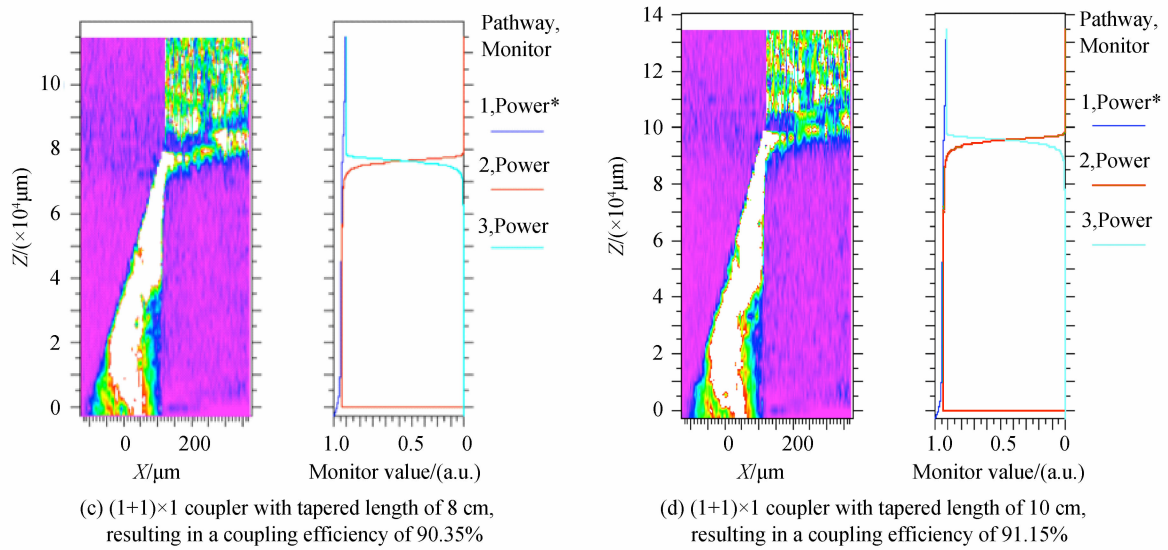 Pathway,
Monitor
1,Power*
2,Power
3,Power
Z/(×10⁴μm)
10
8
6
4
2
0
0
200
X/μm
1.0
0.5
0
Monitor value/(a.u.)
(c) (1+1)×1 coupler with tapered length of 8 cm,
resulting in a coupling efficiency of 90.35%
Pathway,
Monitor
1,Power*
2,Power
3,Power
Z/(×10⁴μm)
14
12
10
8
6
4
2
0
0
200
X/μm
1.0
0.5
0
Monitor value/(a.u.)
(d) (1+1)×1 coupler with tapered length of 10 cm,
resulting in a coupling efficiency of 91.15%